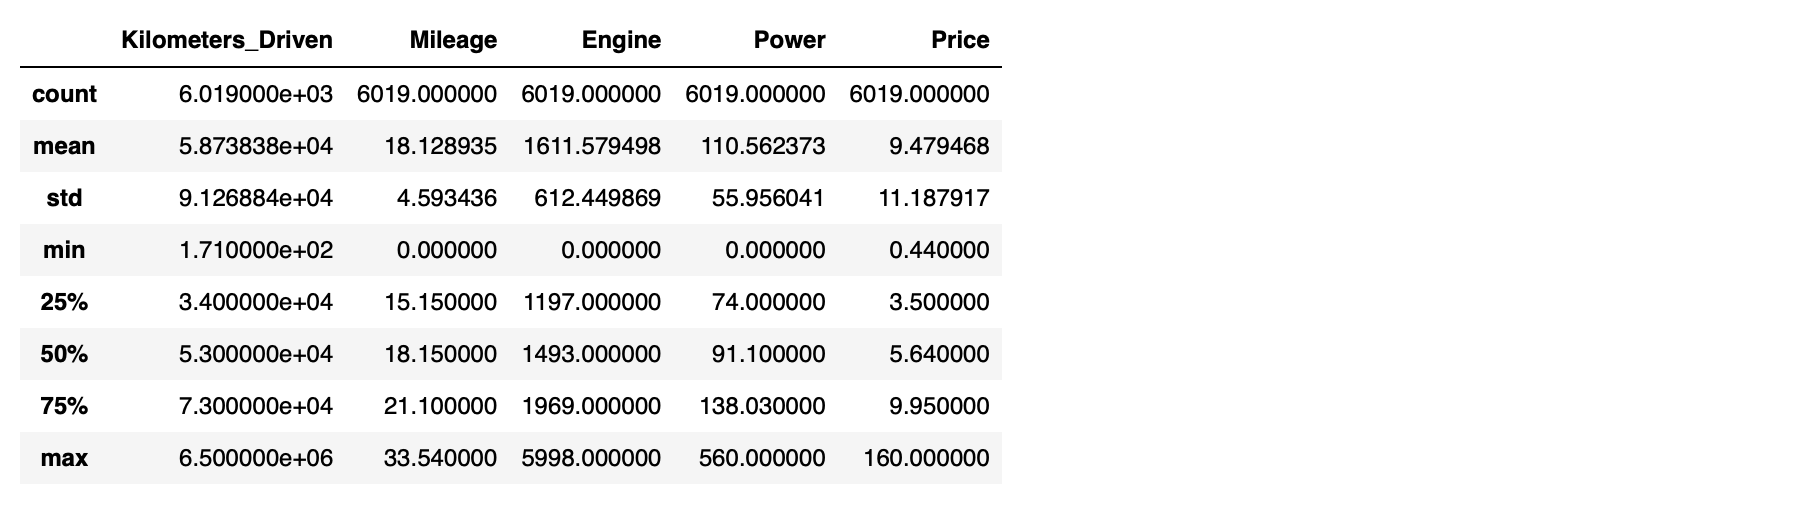 Kilometers_Driven Mileage Engine Power Price
count 6.019000e+03 6019.000000 6019.000000 6019.000000 6019.000000
mean 5.873838e+04 18.128935 1611.579498 110.562373 9.479468
std 9.126884e+04 4.593436 612.449869 55.956041 11.187917
min 1.710000e+02 0.000000 0.000000 0.000000 0.440000
25% 3.400000e+04 15.150000 1197.000000 74.000000 3.500000
50% 5.300000e+04 18.150000 1493.000000 91.100000 5.640000
75% 7.300000e+04 21.100000 1969.000000 138.030000 9.950000
max 6.500000e+06 33.540000 5998.000000 560.000000 160.000000